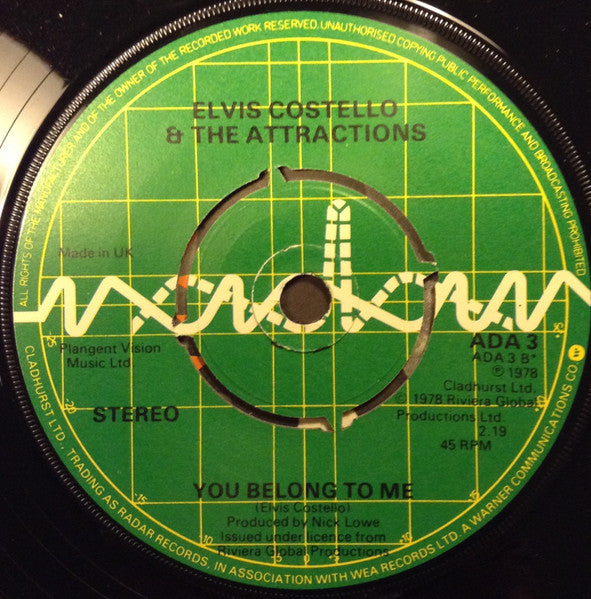 ALL RIGHTS OF THE MANUFACTURER AND OF THE OWNER OF THE RECORDED WORK RESERVED. UNAUTHORISED COPYING PUBLIC PERFORMANCE AND BROADCASTING PROHIBITED
ELVIS COSTELLO
& THE ATTRACTIONS
Made in UK
Plangent Vision
Music Ltd.
STEREO
ADA 3
ADA 3 B*
℗ 1978
Cladhurst Ltd.
© 1978 Riviera Global
Productions Ltd.
2.19
45 RPM
YOU BELONG TO ME
(Elvis Costello)
Produced by Nick Lowe
Issued under licence from
Riviera Global Productions
CLADHURST LTD., TRADING AS RADAR RECORDS, IN ASSOCIATION WITH WEA RECORDS LTD. A WARNER COMMUNICATIONS CO